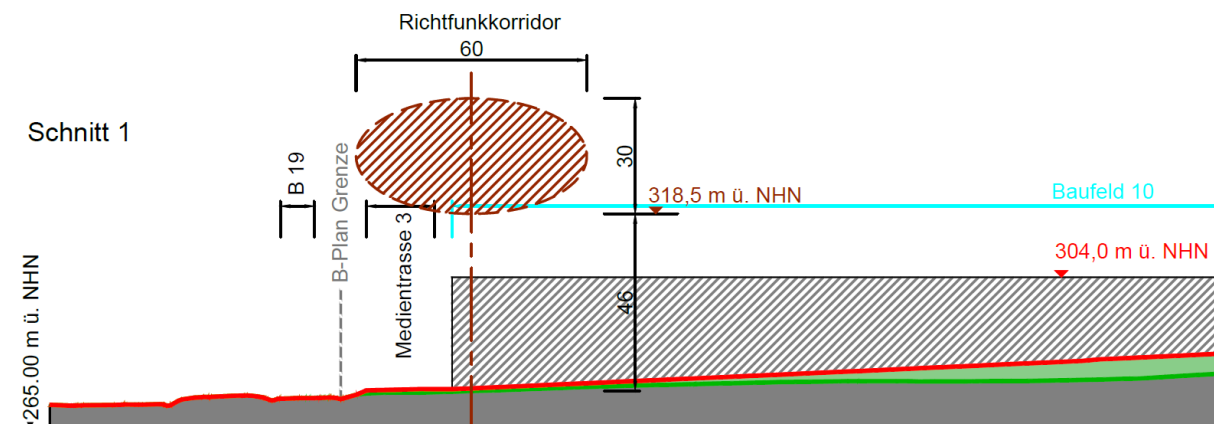 Richtfunkkorridor
60
Schnitt 1
B 19
B-Plan Grenze
Medientrasse 3
30
318,5 m ü. NHN
Baufeld 10
304,0 m ü. NHN
46
265.00 m ü. NHN